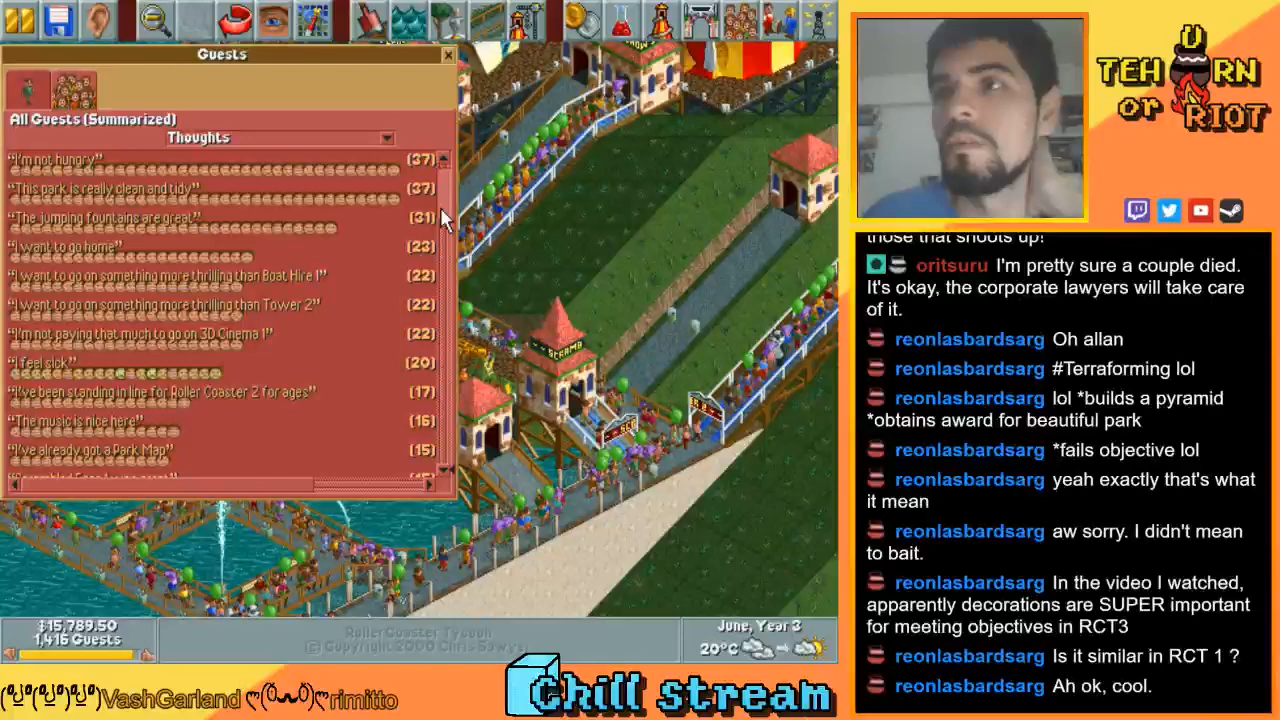 Guests
All Guests (Summarized)
Thoughts
“I'm not hungry” (37)
“This park is really clean and tidy” (37)
“The jumping fountains are great” (31)
“I want to go home” (23)
“I want to go on something more thrilling than Boat Hire 1” (22)
“I want to go on something more thrilling than Tower 2” (22)
“I'm not paying that much to go on 3D Cinema 1” (22)
“I feel sick” (20)
“I've been standing in line for Roller Coaster 2 for ages” (17)
“The music is nice here!” (16)
“I've already got a Park Map” (15)
$15,789.50
1,416 Guests
RollerCoaster Tycoon
© Copyright 2000 Chris Sawyer
June, Year 3
20°C
U
TEH RN
or RIOT
those that shoots up!
oritsuru I'm pretty sure a couple died.
It's okay, the corporate lawyers will take care
of it.
reonlasbardsarg Oh allan
reonlasbardsarg #Terraforming lol
reonlasbardsarg lol *builds a pyramid
*obtains award for beautiful park
reonlasbardsarg *fails objective lol
reonlasbardsarg yeah exactly that's what
it mean
reonlasbardsarg aw sorry. I didn't mean
to bait.
reonlasbardsarg In the video I watched,
apparently decorations are SUPER important
for meeting objectives in RCT3
reonlasbardsarg Is it similar in RCT 1 ?
reonlasbardsarg Ah ok, cool.
VashGarland rimitto
Chill stream